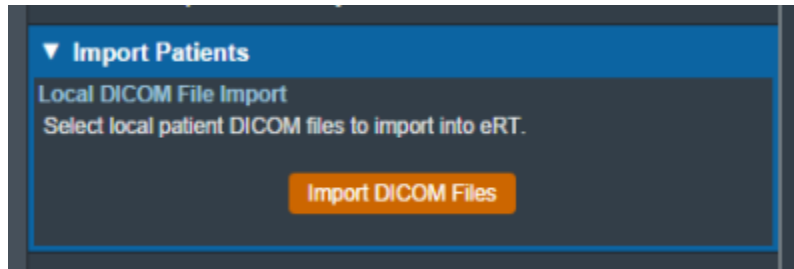 Import Patients
Local DICOM File Import
Select local patient DICOM files to import into eRT.
Import DICOM Files